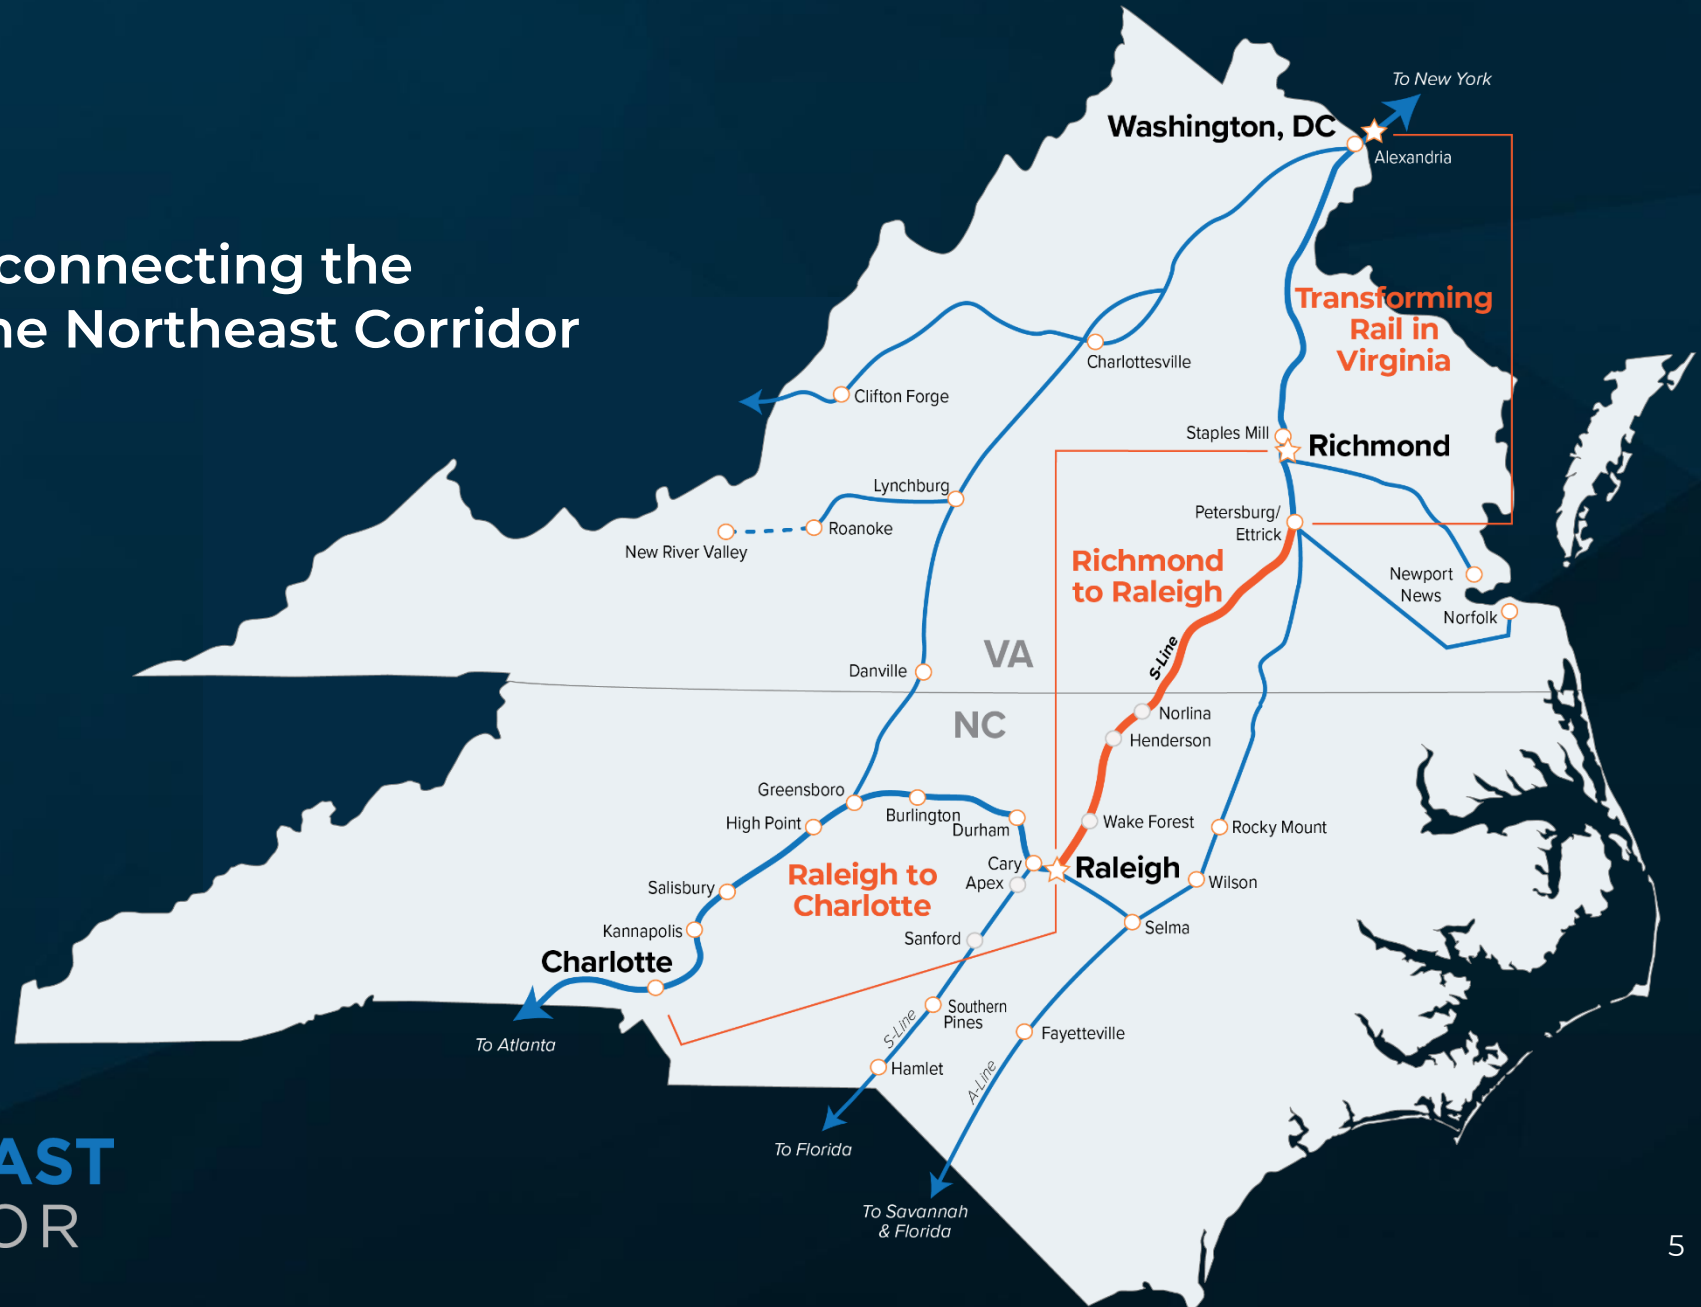 connecting the
ne Northeast Corridor
To New York
Washington, DC
Alexandria
Transforming
Rail in
Virginia
Charlottesville
Clifton Forge
Staples Mill
Richmond
Lynchburg
Roanoke
New River Valley
Petersburg/
Ettrick
Richmond
to Raleigh
Newport
News
Norfolk
S-Line
VA
Danville
NC
Norlina
Henderson
Greensboro
High Point
Burlington
Durham
Wake Forest
Rocky Mount
Cary
Raleigh
Apex
Wilson
Raleigh to
Charlotte
Salisbury
Kannapolis
Sanford
Selma
Charlotte
Southern
Pines
S-Line
Fayetteville
To Atlanta
Hamlet
A-Line
To Florida
To Savannah
& Florida
AST
OR
5